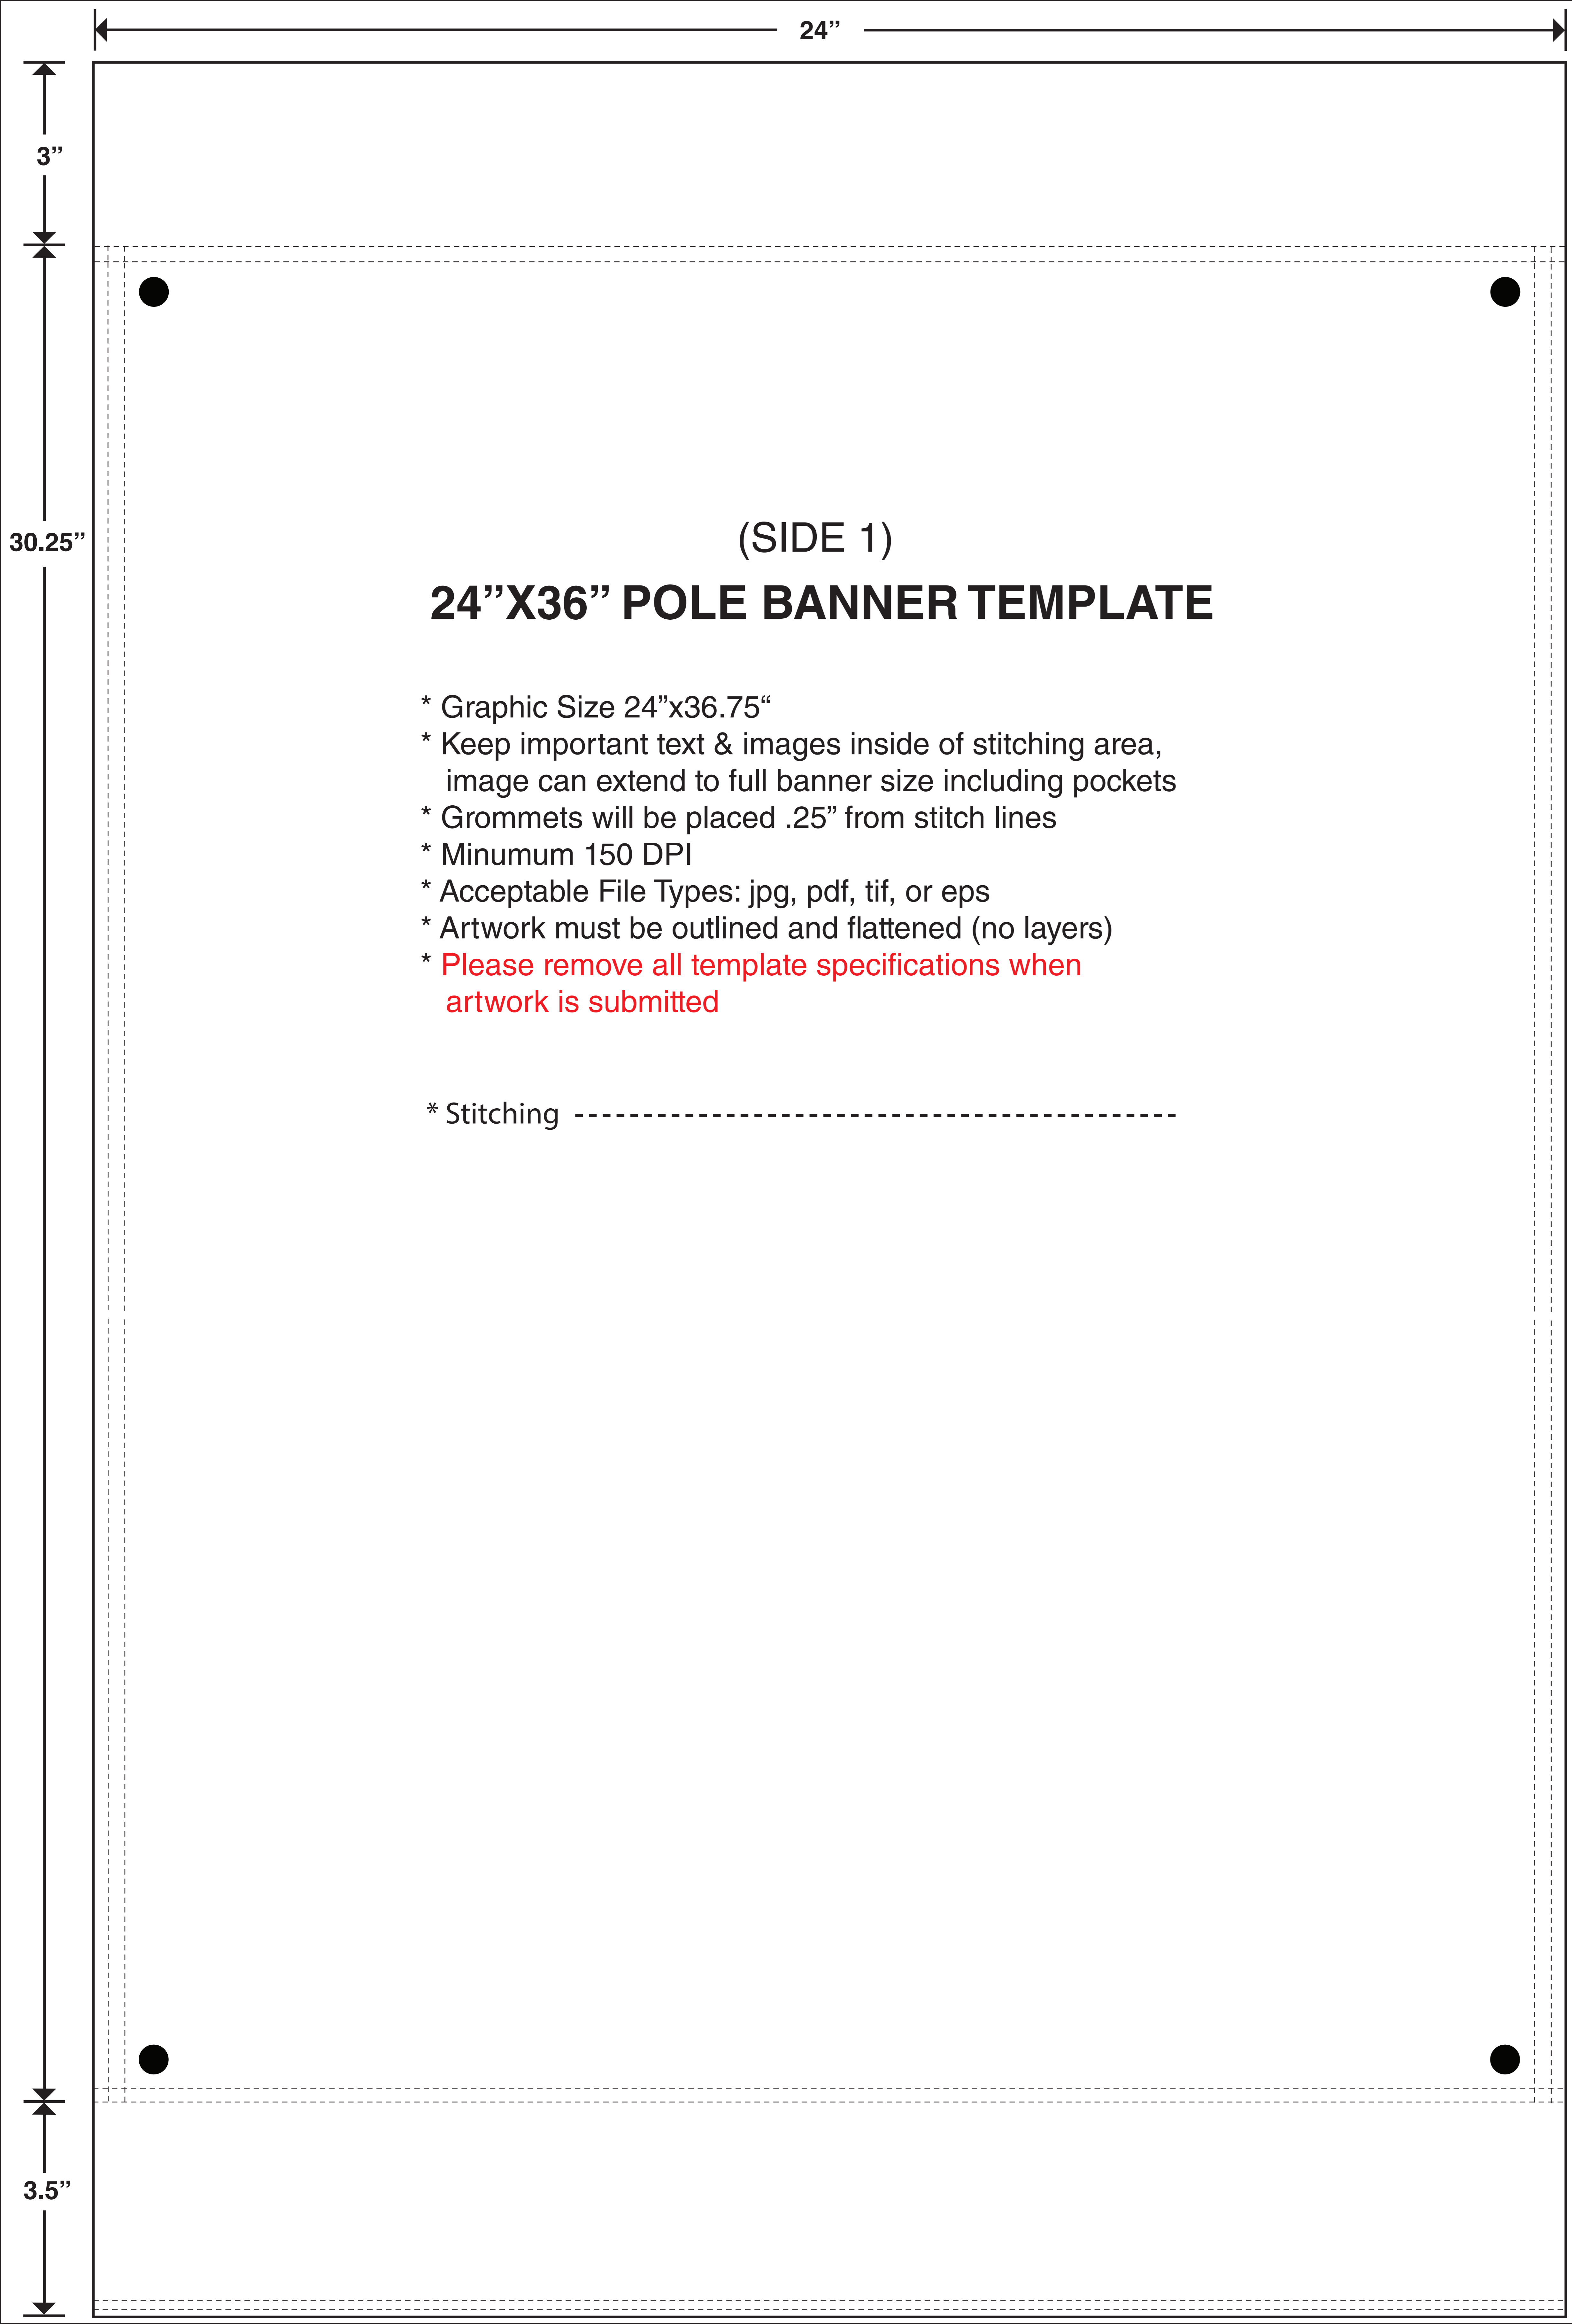 24”
3”
30.25”
(SIDE 1)
24”X36” POLE BANNER TEMPLATE
* Graphic Size 24”x36.75“
* Keep important text & images inside of stitching area,
image can extend to full banner size including pockets
* Grommets will be placed .25” from stitch lines
* Minumum 150 DPI
* Acceptable File Types: jpg, pdf, tif, or eps
* Artwork must be outlined and flattened (no layers)
* Please remove all template specifications when
artwork is submitted
* Stitching
3.5”